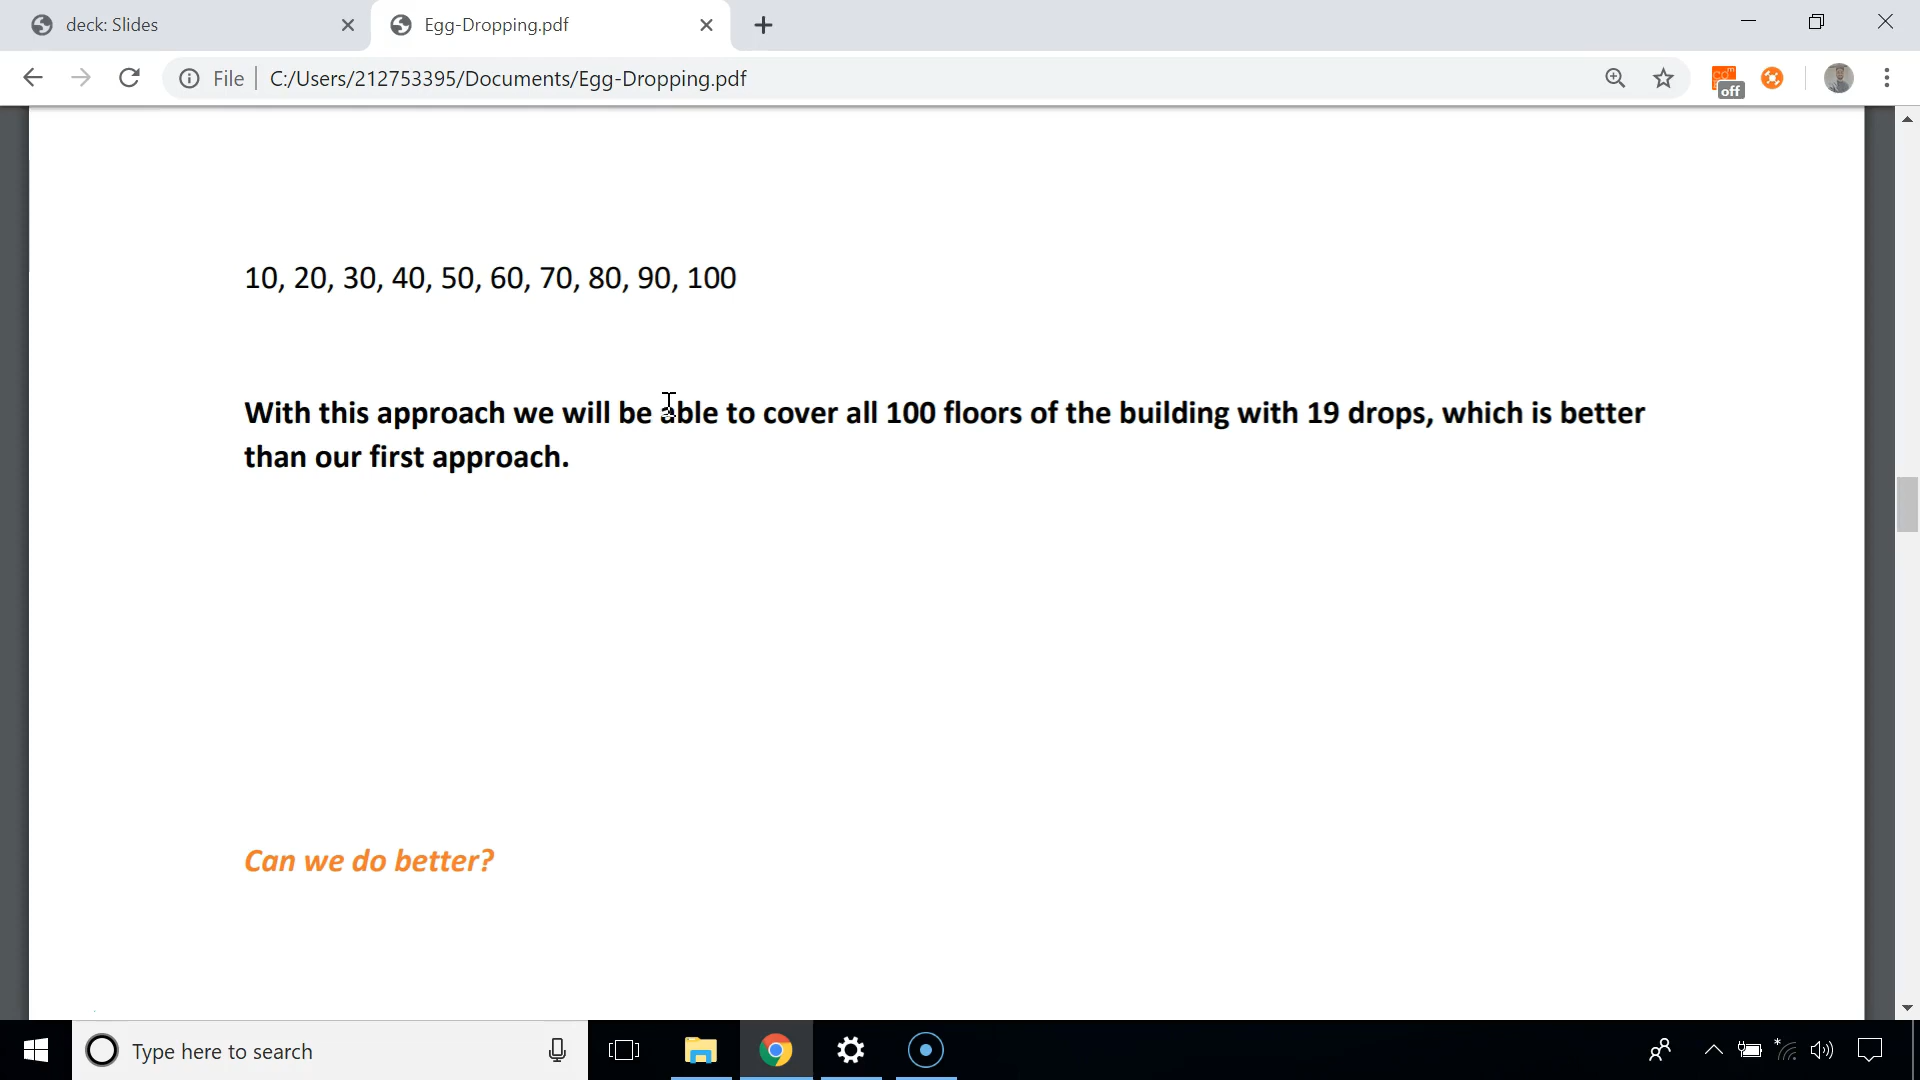 deck: Slides
Egg-Dropping.pdf
File
C:/Users/212753395/Documents/Egg-Dropping.pdf
off
10, 20, 30, 40, 50, 60, 70, 80, 90, 100
With this approach we will be able to cover all 100 floors of the building with 19 drops, which is better
than our first approach.
Can we do better?
Type here to search